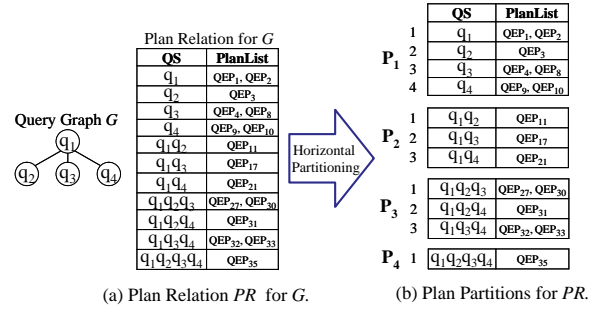 Query Graph G
q1
q2 q3 q4
Plan Relation for G
QS PlanList
q1 QEP1, QEP2
q2 QEP3
q3 QEP4, QEP8
q4 QEP9, QEP10
q1q2 QEP11
q1q3 QEP17
q1q4 QEP21
q1q2q3 QEP27, QEP30
q1q2q4 QEP31
q1q3q4 QEP32, QEP33
q1q2q3q4 QEP35
(a) Plan Relation PR for G.
Horizontal
Partitioning
QS PlanList
P1
1 q1 QEP1, QEP2
2 q2 QEP3
3 q3 QEP4, QEP8
4 q4 QEP9, QEP10
P2
1 q1q2 QEP11
2 q1q3 QEP17
3 q1q4 QEP21
P3
1 q1q2q3 QEP27, QEP30
2 q1q2q4 QEP31
3 q1q3q4 QEP32, QEP33
P4 1 q1q2q3q4 QEP35
(b) Plan Partitions for PR.